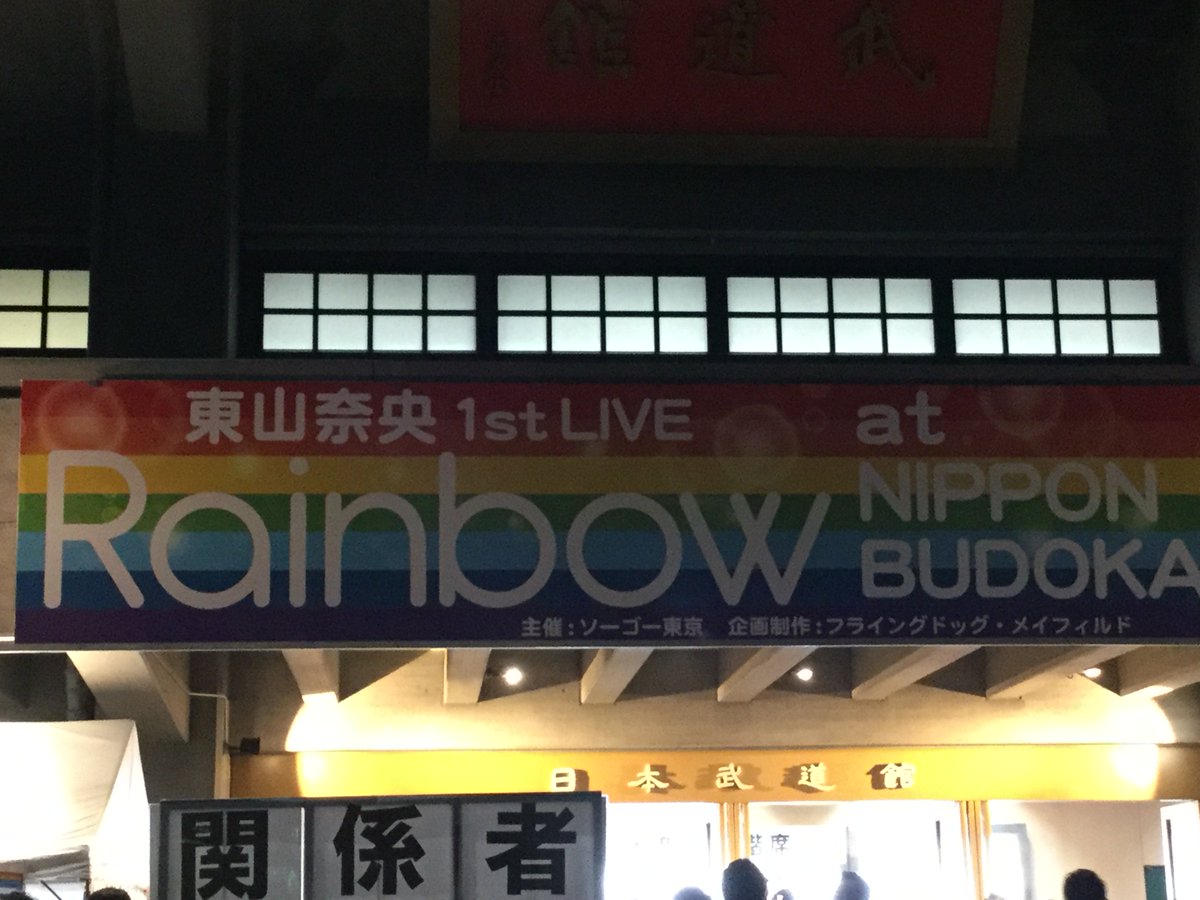 武道館
東山奈央 1st LIVE
Rainbow
at
NIPPON
BUDOKA
主催：ソーゴー東京　企画制作：フライングドッグ・メイフィルド
日本武道館
関係者
階席